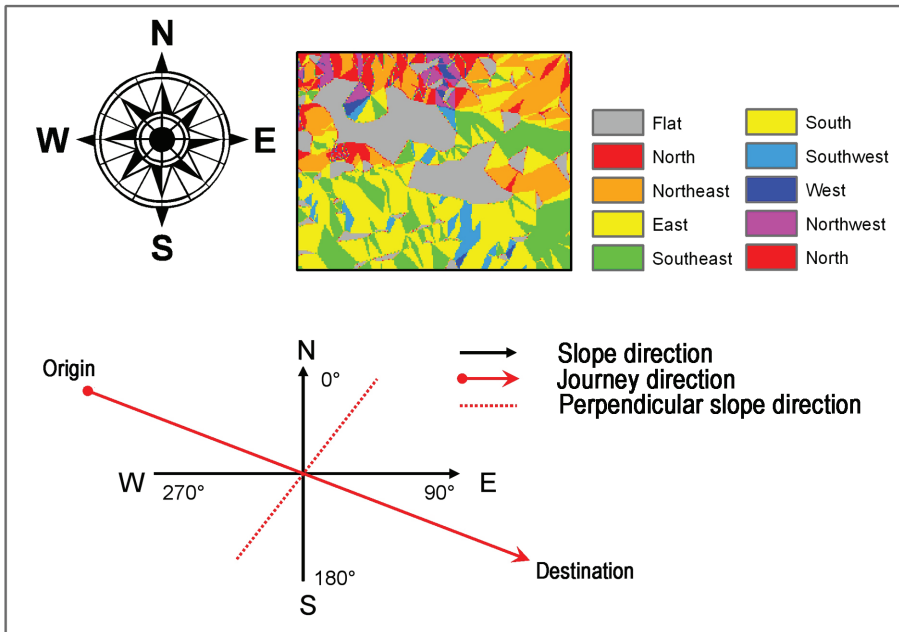 N
W
E
S
Flat
North
Northeast
East
Southeast
South
Southwest
West
Northwest
North
Origin
N
0°
W
270°
90°
E
180°
S
Destination
Slope direction
Journey direction
Perpendicular slope direction